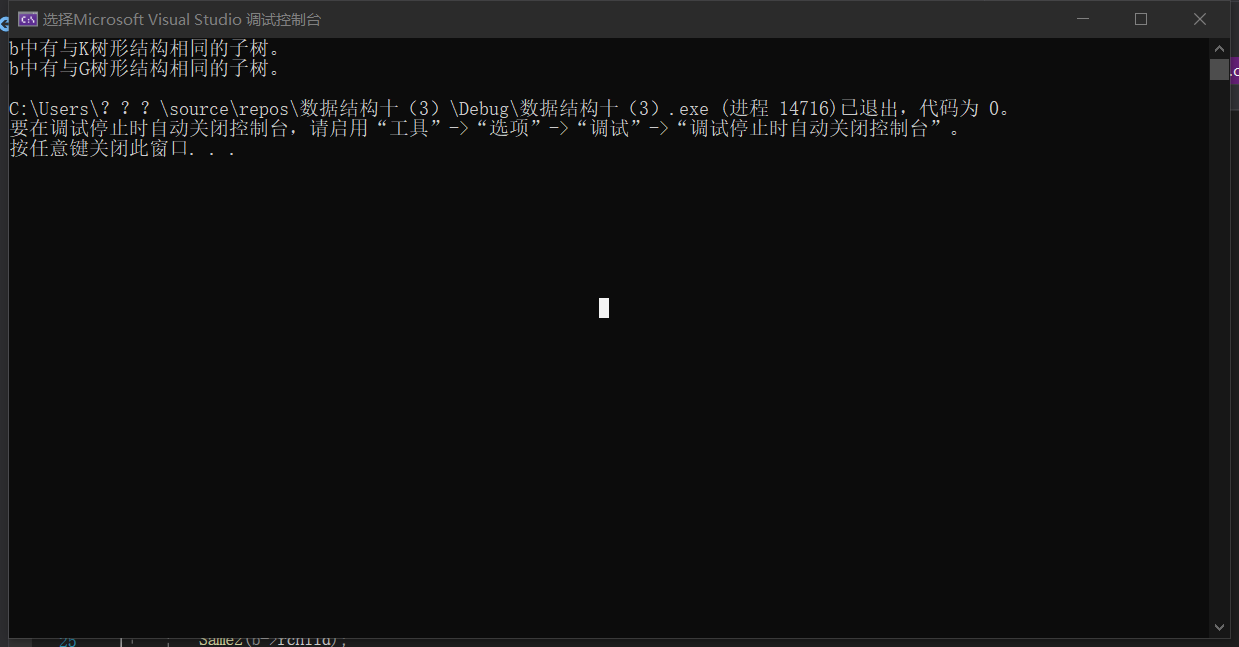 选择Microsoft Visual Studio 调试控制台
b中有与K树形结构相同的子树。
b中有与G树形结构相同的子树。
C:\Users\？？？\source\repos\数据结构十（3）\Debug\数据结构十（3）.exe (进程 14716)已退出，代码为 0。
要在调试停止时自动关闭控制台，请启用“工具”->“选项”->“调试”->“调试停止时自动关闭控制台”。
按任意键关闭此窗口. . .
25 Same2(b->rchild);